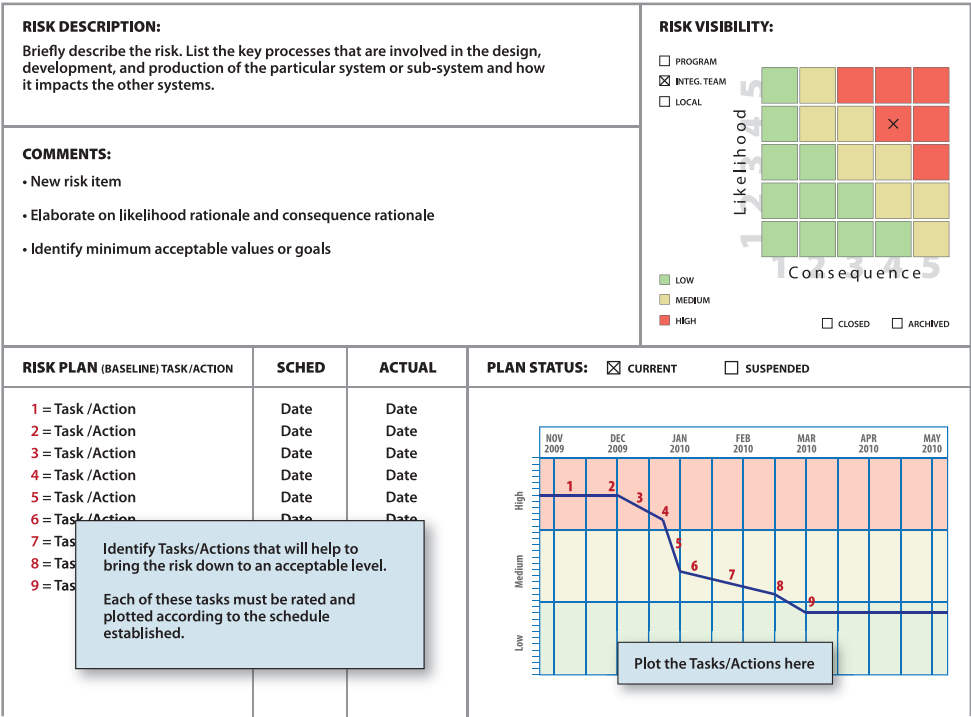 RISK DESCRIPTION:
Briefly describe the risk. List the key processes that are involved in the design,
development, and production of the particular system or sub-system and how
it impacts the other systems.
COMMENTS:
• New risk item
• Elaborate on likelihood rationale and consequence rationale
• Identify minimum acceptable values or goals
RISK VISIBILITY:
PROGRAM
INTEG. TEAM
LOCAL
Likelihood
5
4
3
2
1
1 2 3 4 5
Consequence
LOW
MEDIUM
HIGH
CLOSED ARCHIVED
RISK PLAN (BASELINE) TASK/ACTION SCHED ACTUAL
1 = Task /Action Date Date
2 = Task /Action Date Date
3 = Task /Action Date Date
4 = Task /Action Date Date
5 = Task /Action Date Date
6 = Task /Action Date Date
7 = Tas
8 = Tas
9 = Tas
Identify Tasks/Actions that will help to
bring the risk down to an acceptable level.
Each of these tasks must be rated and
plotted according to the schedule
established.
PLAN STATUS: CURRENT SUSPENDED
NOV DEC JAN FEB MAR APR MAY
2009 2009 2010 2010 2010 2010 2010
High
Medium
Low
1 2 3 4 5 6 7 8 9
Plot the Tasks/Actions here